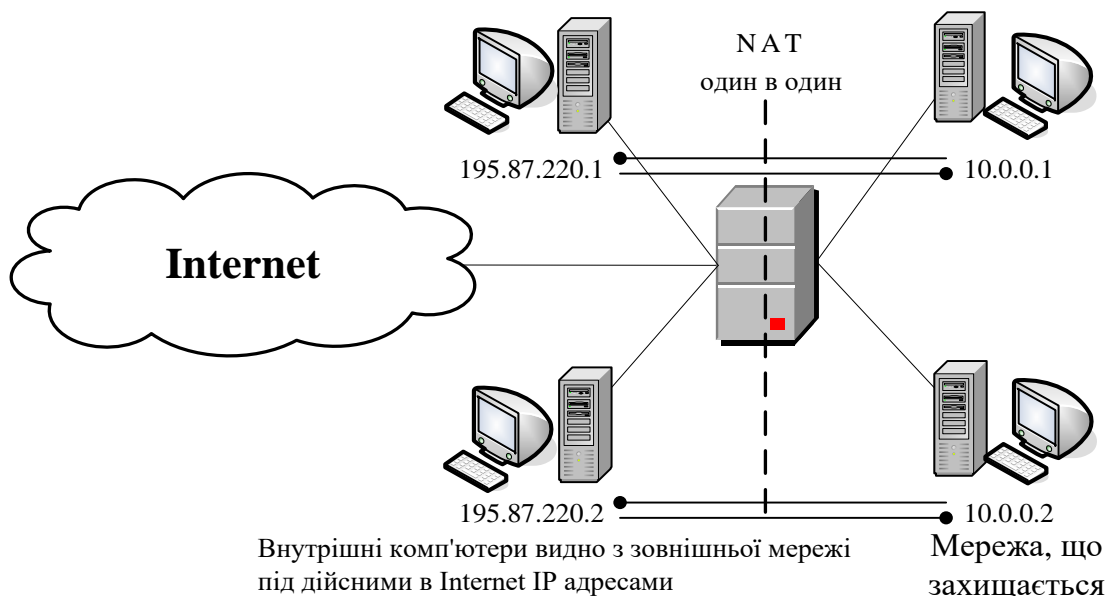 NAT
один в один
195.87.220.1
10.0.0.1
Internet
195.87.220.2
10.0.0.2
Внутрішні комп'ютери видно з зовнішньої мережі
під дійсними в Internet IP адресами
Мережа, що
захищається